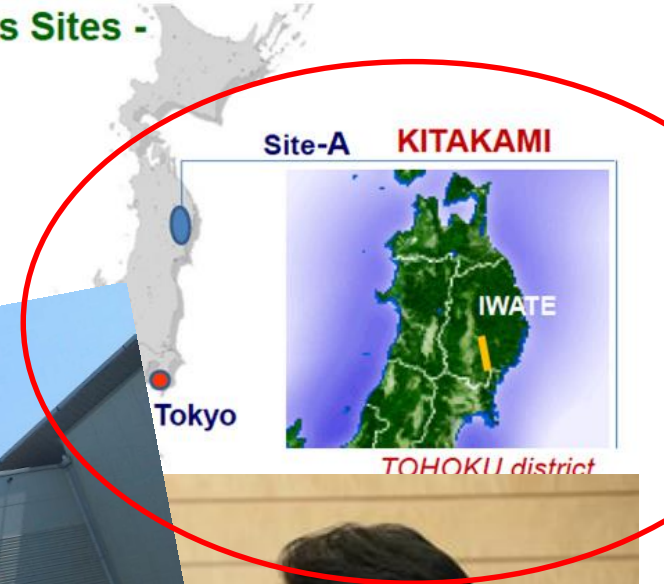 s Sites -
Site-A KITAKAMI
IWATE
Tokyo
TOHOKU district